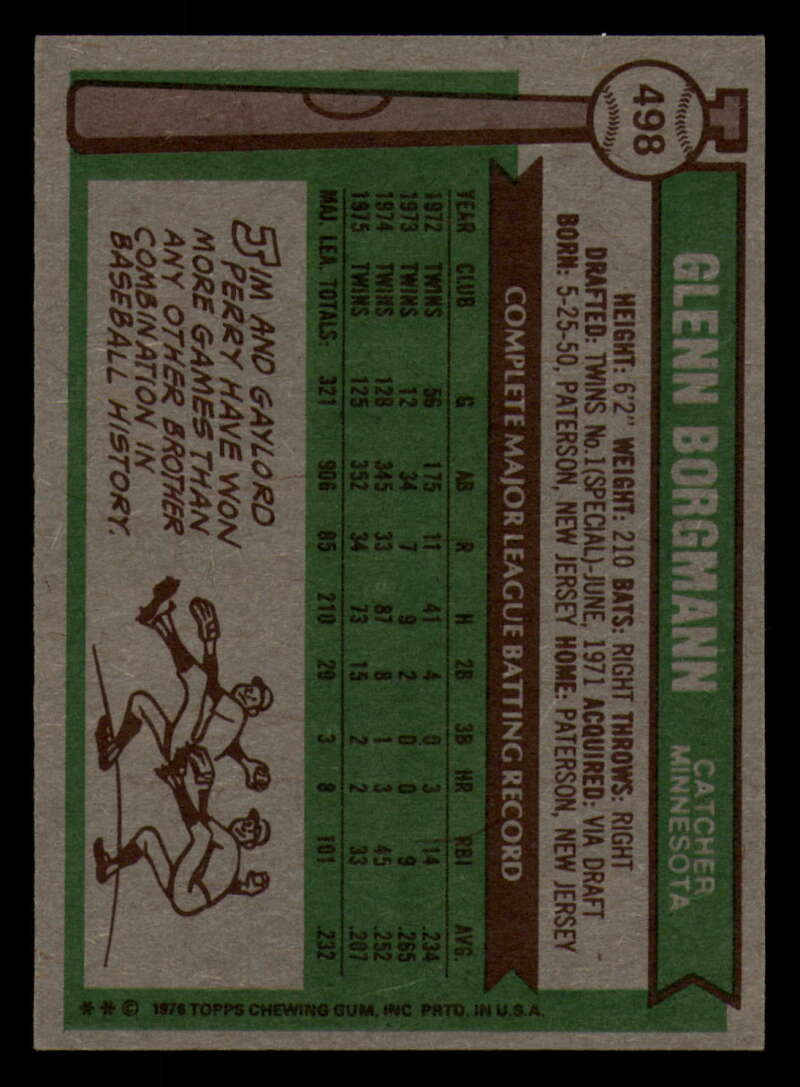 498
GLENN BORGMANN
CATCHER
MINNESOTA
HEIGHT: 6'2" WEIGHT: 210 BATS: RIGHT THROWS: RIGHT
DRAFTED: TWINS No.1(SPECIAL)-JUNE, 1971 ACQUIRED: VIA DRAFT
BORN: 5-25-50, PATERSON, NEW JERSEY HOME: PATERSON, NEW JERSEY
COMPLETE MAJOR LEAGUE BATTING RECORD
YEAR CLUB G AB R H 2B 3B HR RBI AVG.
1972 TWINS 56 175 11 41 4 0 3 14 .234
1973 TWINS 12 34 7 9 2 0 0 9 .265
1974 TWINS 128 345 33 87 8 1 3 45 .252
1975 TWINS 125 352 34 73 15 2 2 33 .207
MAJ. LEA. TOTALS: 321 906 85 210 29 3 8 101 .232
JIM AND GAYLORD
PERRY HAVE WON
MORE GAMES THAN
ANY OTHER BROTHER
COMBINATION IN
BASEBALL HISTORY.
* * © 1976 TOPPS CHEWING GUM, INC PRTD. IN U.S.A.